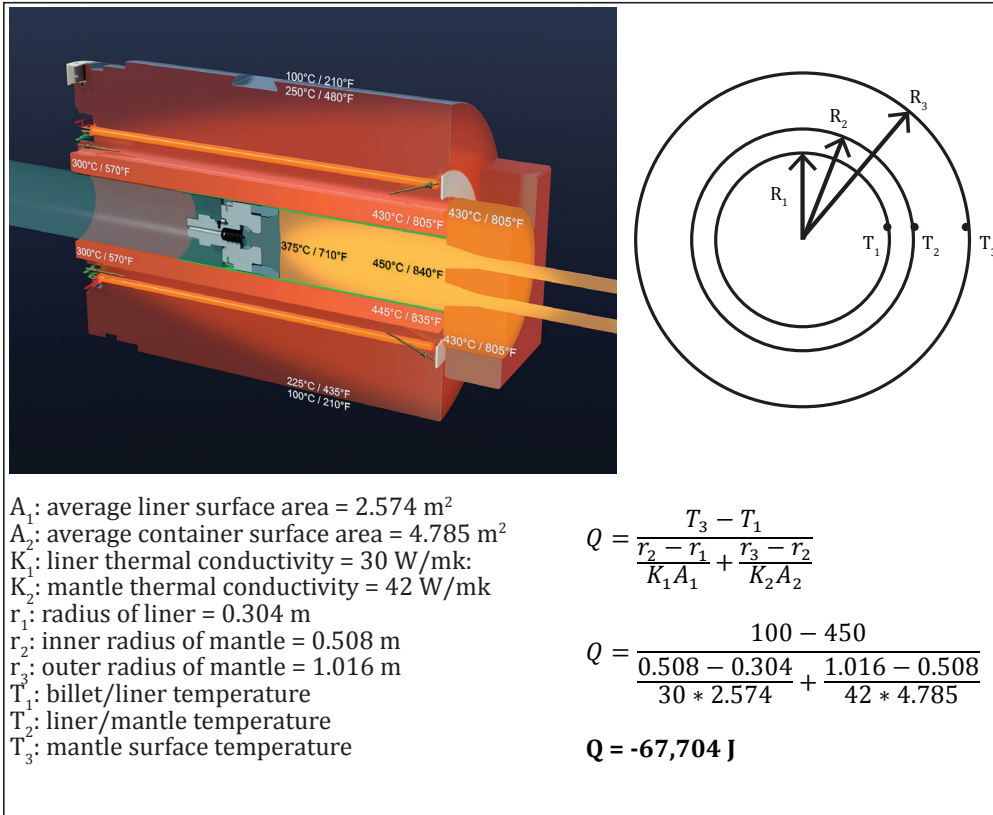 100°C / 210°F
250°C / 480°F
300°C / 570°F
430°C / 805°F
430°C / 805°F
375°C / 710°F
450°C / 840°F
300°C / 570°F
445°C / 835°F
430°C / 805°F
225°C / 435°F
100°C / 210°F
R₃
R₂
R₁
T₁
T₂
T₃
A₁: average liner surface area = 2.574 m²
A₂: average container surface area = 4.785 m²
K₁: liner thermal conductivity = 30 W/mk:
K₂: mantle thermal conductivity = 42 W/mk
r₁: radius of liner = 0.304 m
r₂: inner radius of mantle = 0.508 m
r₃: outer radius of mantle = 1.016 m
T₁: billet/liner temperature
T₂: liner/mantle temperature
T₃: mantle surface temperature
Q = (T₃ − T₁) / ((r₂ − r₁)/(K₁A₁) + (r₃ − r₂)/(K₂A₂))
Q = (100 − 450) / ((0.508 − 0.304)/(30 * 2.574) + (1.016 − 0.508)/(42 * 4.785))
Q = -67,704 J